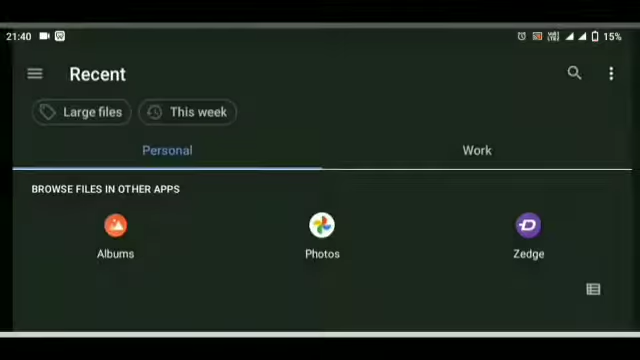 21:40 15%
Recent
Large files This week
Personal Work
BROWSE FILES IN OTHER APPS
Albums Photos Zedge